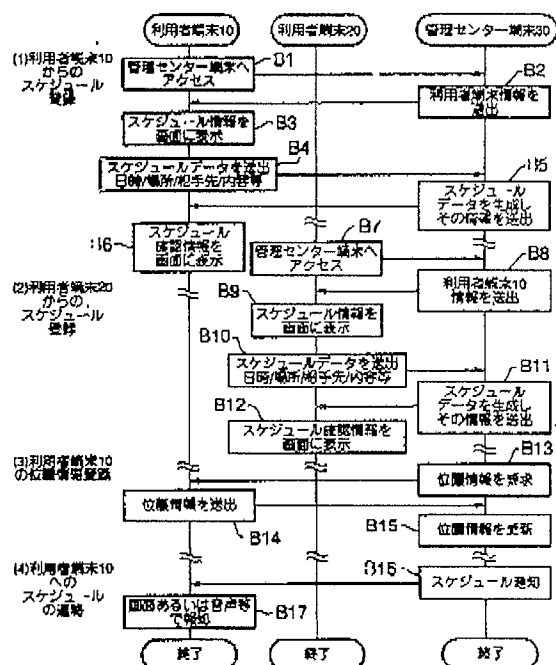 利用者端末10
利用者端末20
管理センター端末30
(1)利用者端末10
からの
スケジュール
登録
B1
管理センター端末へ
アクセス
B2
利用者端末情報を
送出
B3
スケジュール情報を
画面に表示
B4
スケジュールデータを送出
日時/場所/相手先/内容等
B5
スケジュール
データを生成し
その情報を送出
B6
スケジュール
確認情報を
画面に表示
B7
管理センター端末へ
アクセス
B8
利用者端末10
情報を送出
(2)利用者端末20
からの
スケジュール
登録
B9
スケジュール情報を
画面に表示
B10
スケジュールデータを送出
日時/場所/相手先/内容等
B11
スケジュール
データを生成し
その情報を送出
B12
スケジュール確認情報を
画面に表示
(3)利用者端末10
の位置情報登録
B13
位置情報を要求
位置情報を送出
B14
B15
位置情報を更新
(4)利用者端末10
への
スケジュール
の連絡
B16
スケジュール通知
画面あるいは音声等
で報知
B17
終了
終了
終了